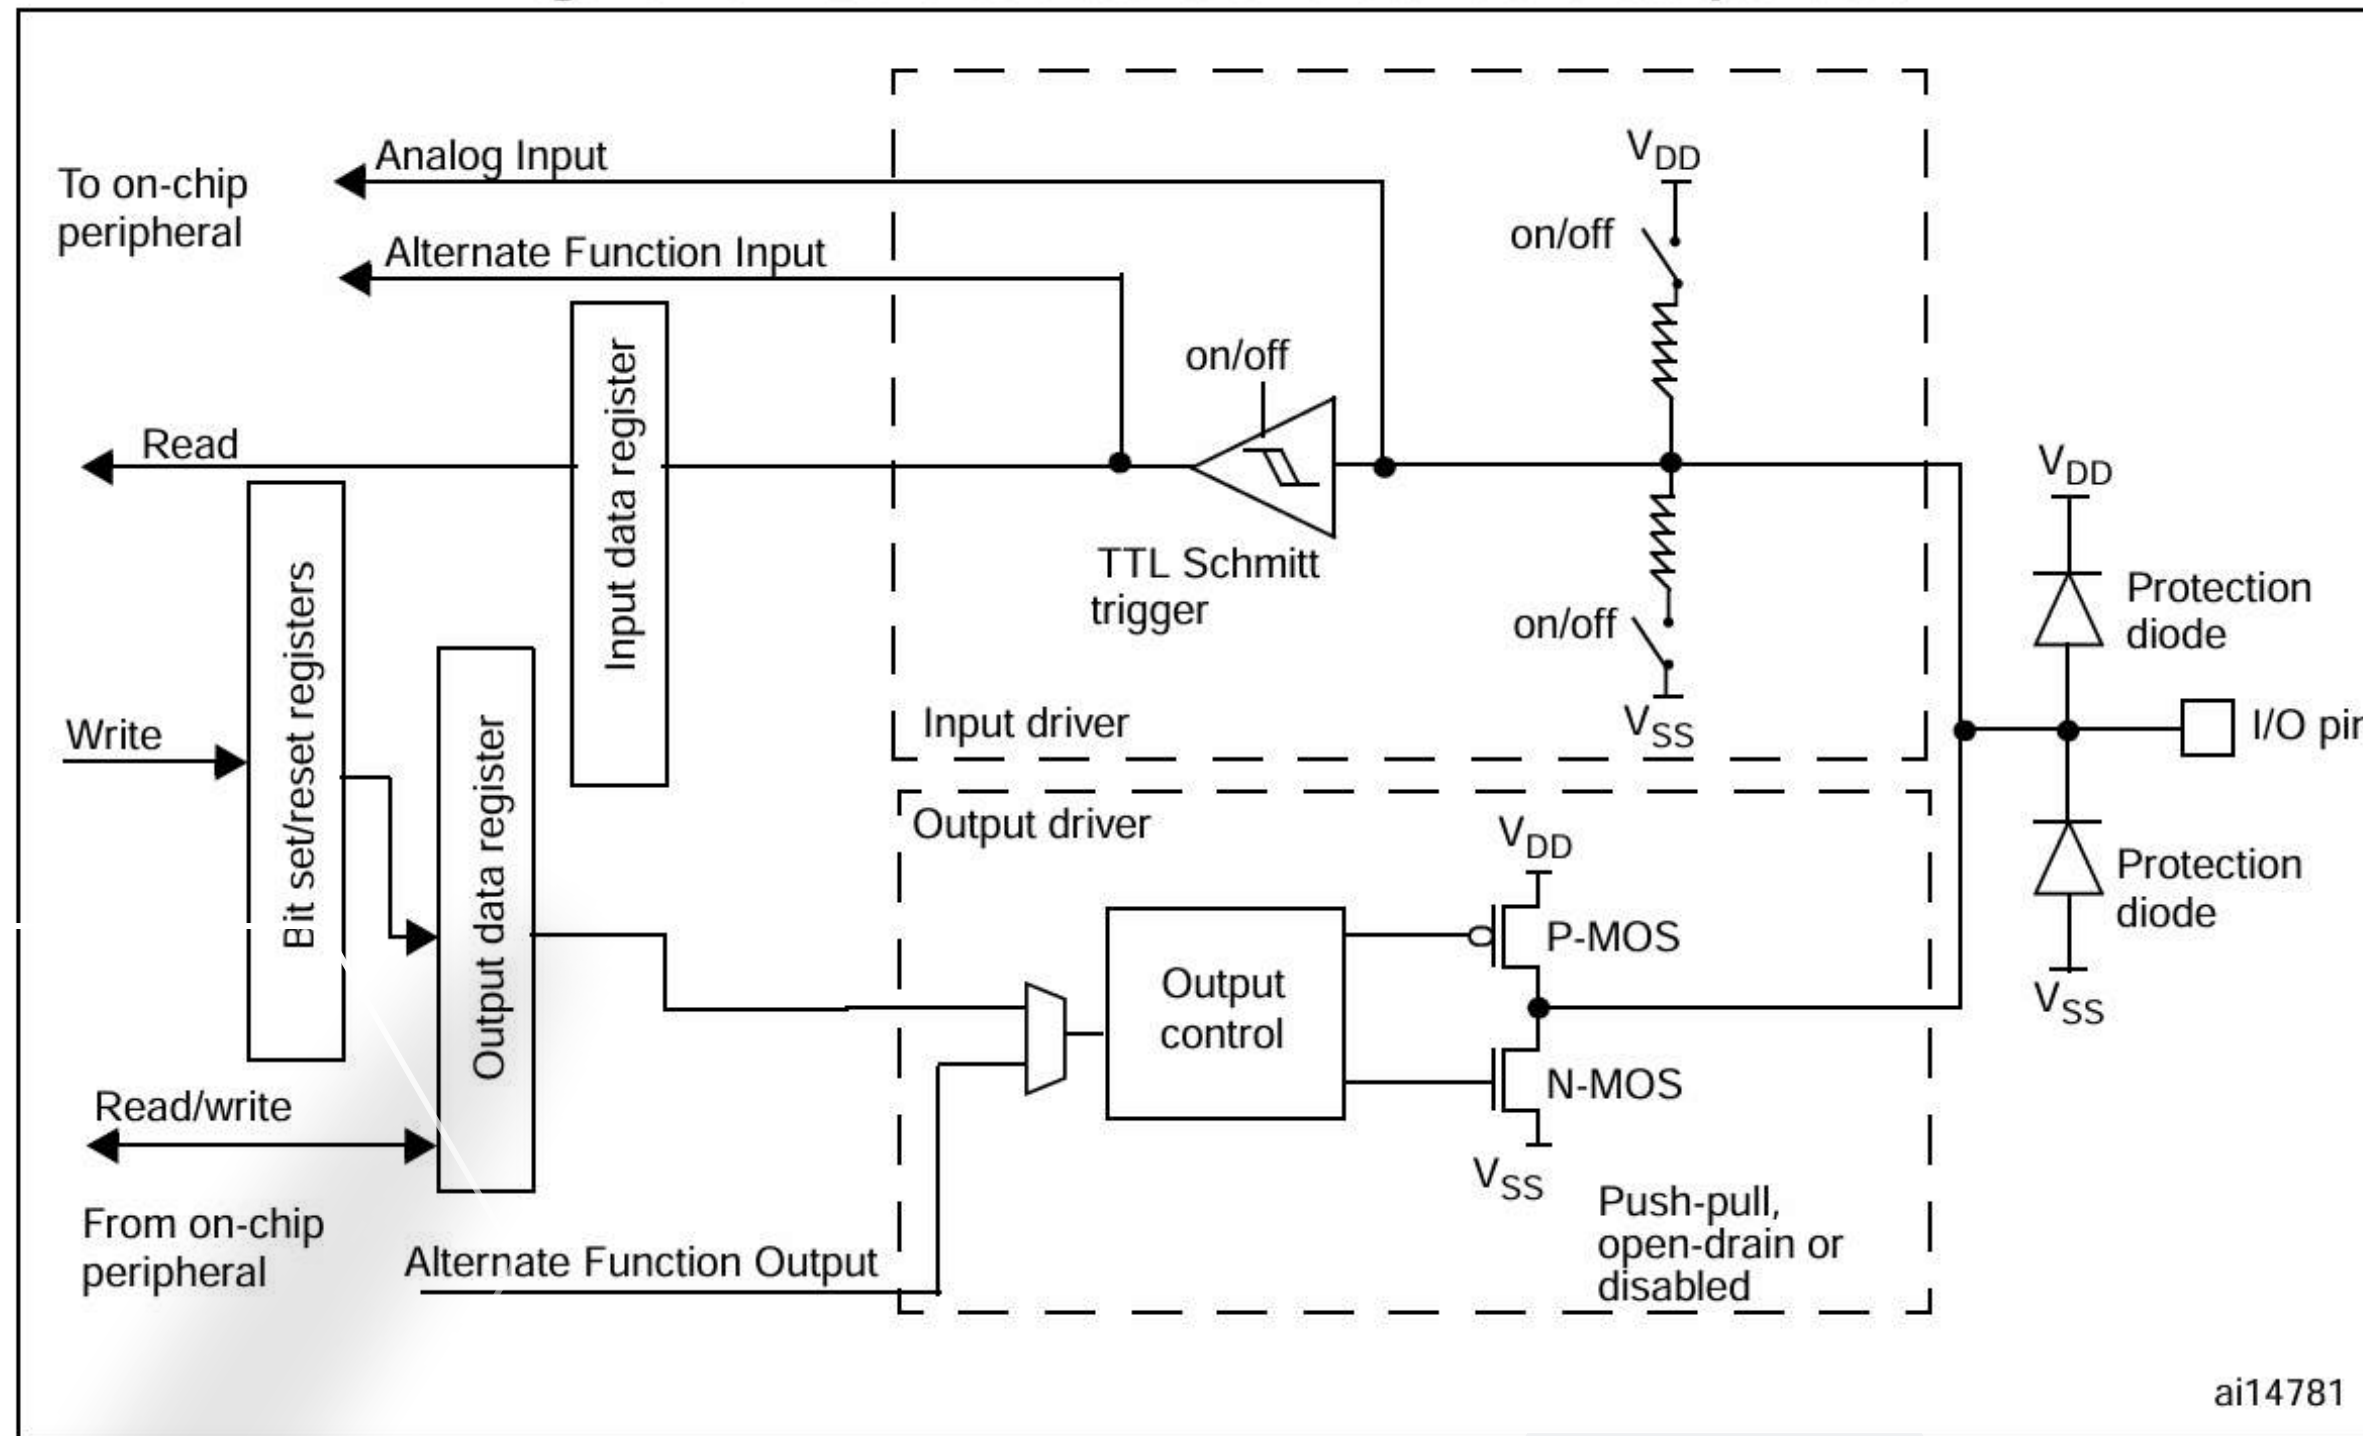 Analog Input
To on-chip
peripheral
Alternate Function Input
on/off
VDD
on/off
Read
Input data register
TTL Schmitt
trigger
on/off
VSS
VDD
Protection
diode
Write
Bit set/reset registers
Output data register
Input driver
I/O pin
Output driver
VDD
P-MOS
Output
control
N-MOS
VSS
Protection
diode
VSS
Read/write
From on-chip
peripheral
Alternate Function Output
Push-pull,
open-drain or
disabled
ai14781